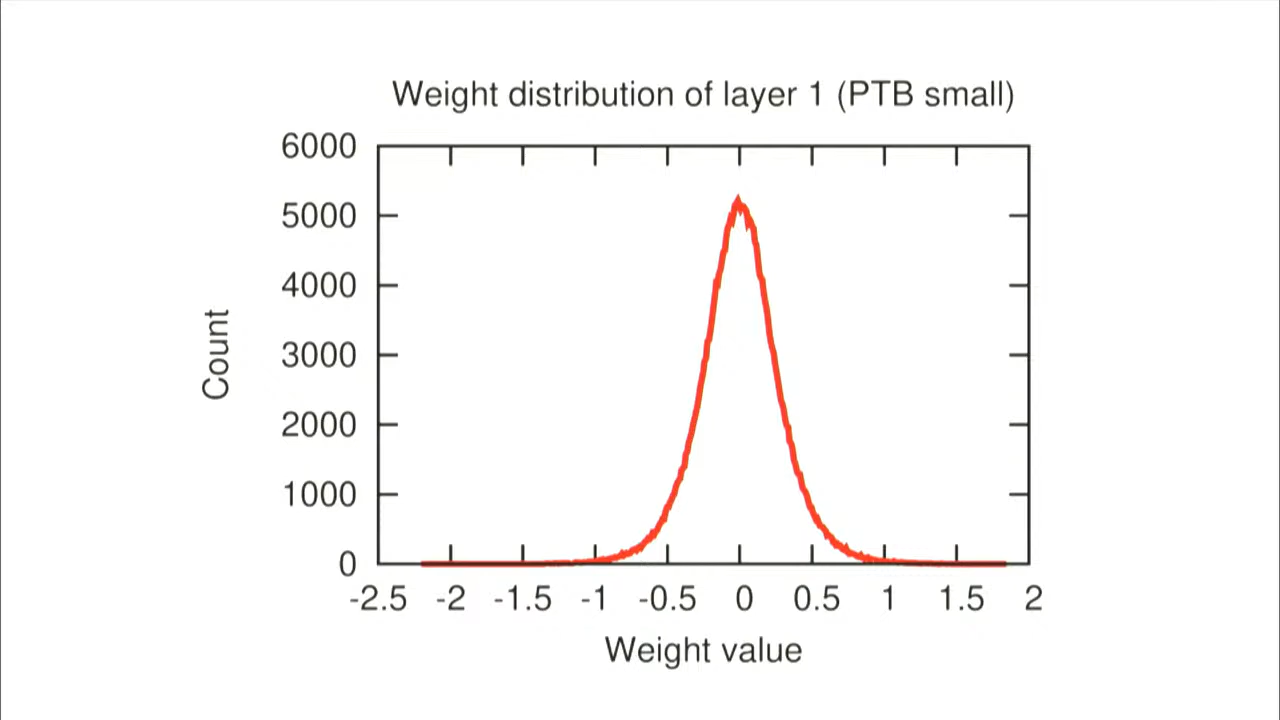 Weight distribution of layer 1 (PTB small)
6000
5000
4000
3000
2000
1000
0
Count
-2.5 -2 -1.5 -1 -0.5 0 0.5 1 1.5 2
Weight value